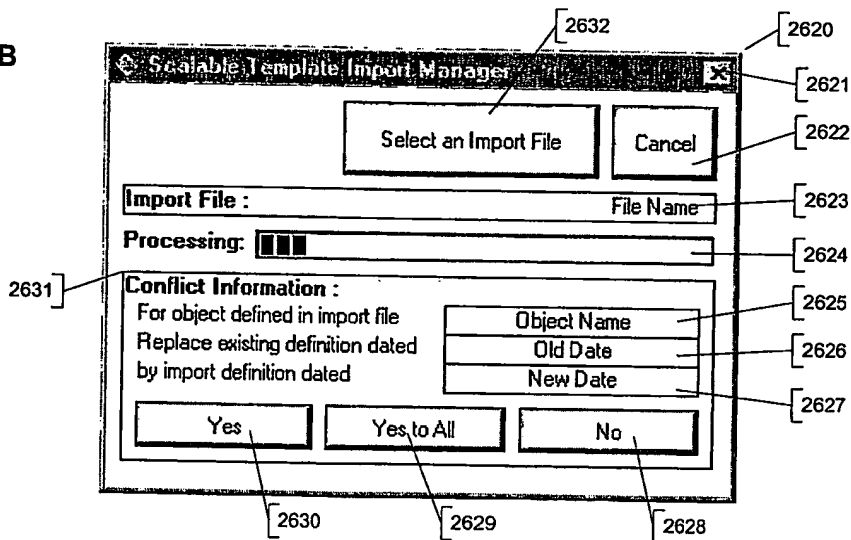 2632
2620
B
Scalable Template Import Manager
2621
Select an Import File
Cancel
2622
Import File :
File Name
2623
Processing:
2624
2631
Conflict Information :
2625
For object defined in import file
Object Name
Replace existing definition dated
Old Date
2626
by import definition dated
New Date
2627
Yes
Yes to All
No
2630
2629
2628